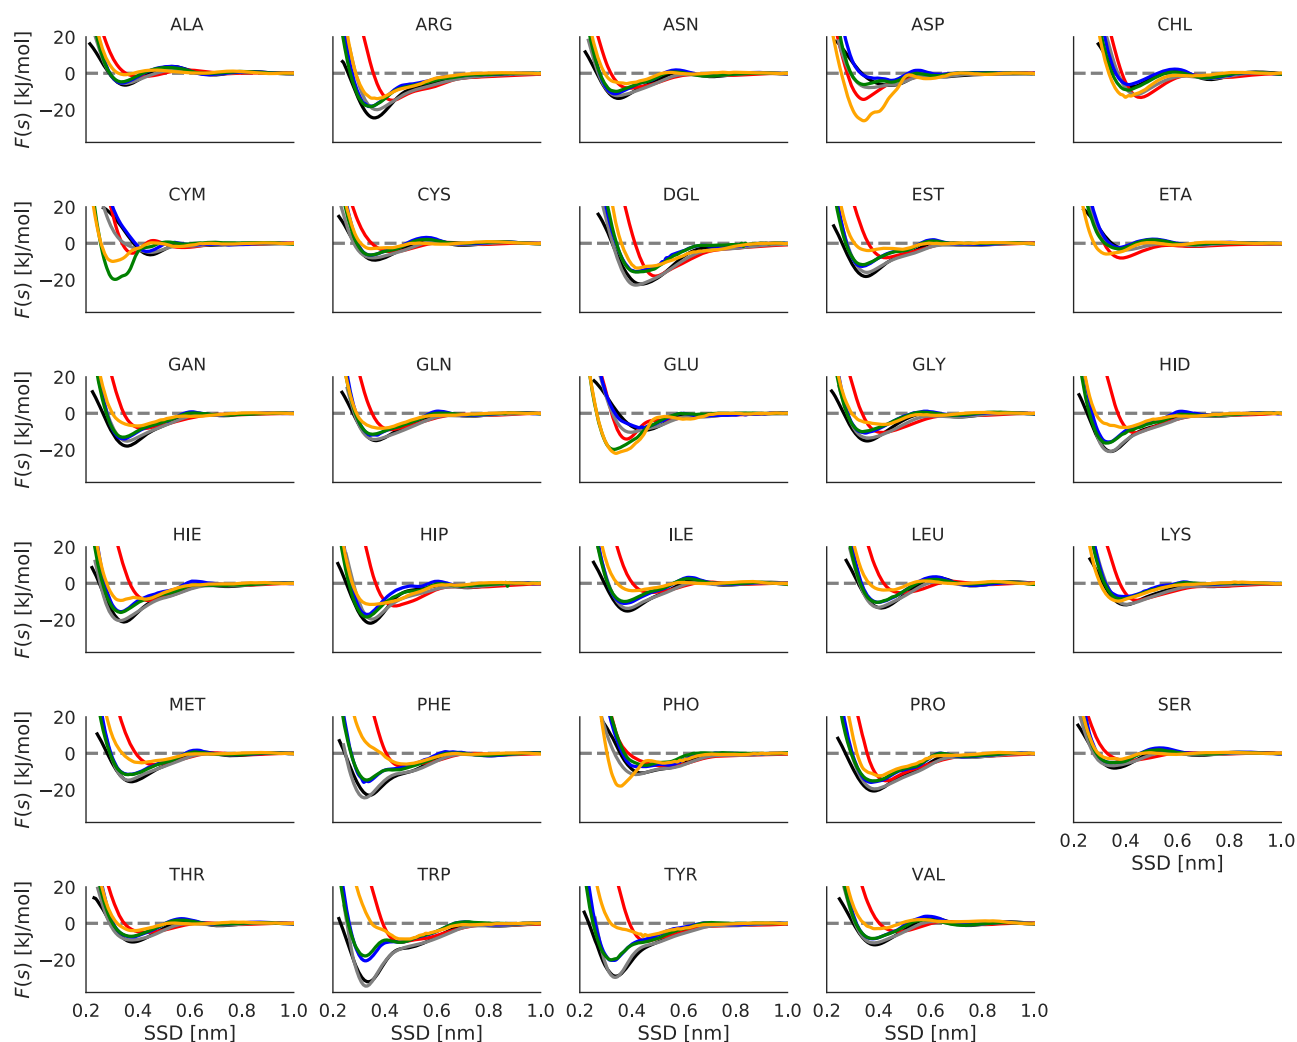 ALA ARG ASN ASP CHL
F(s) [kJ/mol]
20
0
−20
CYM CYS DGL EST ETA
F(s) [kJ/mol]
20
0
−20
GAN GLN GLU GLY HID
F(s) [kJ/mol]
20
0
−20
HIE HIP ILE LEU LYS
F(s) [kJ/mol]
20
0
−20
MET PHE PHO PRO SER
F(s) [kJ/mol]
20
0
−20
0.2 0.4 0.6 0.8 1.0
SSD [nm]
THR TRP TYR VAL
F(s) [kJ/mol]
20
0
−20
0.2 0.4 0.6 0.8 1.0 0.2 0.4 0.6 0.8 1.0 0.2 0.4 0.6 0.8 1.0 0.2 0.4 0.6 0.8 1.0
SSD [nm] SSD [nm] SSD [nm] SSD [nm]